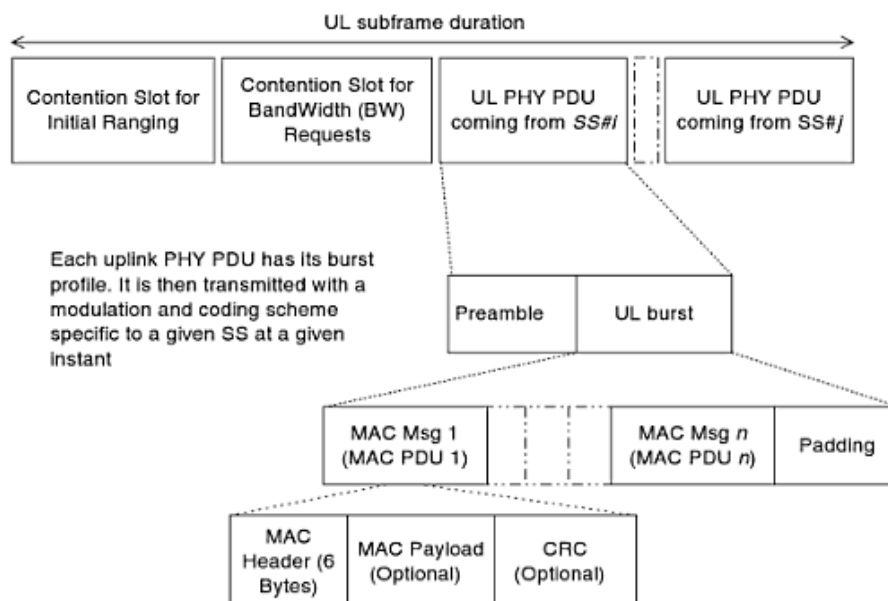 UL subframe duration
Contention Slot for
Initial Ranging
Contention Slot for
BandWidth (BW)
Requests
UL PHY PDU
coming from SS#i
UL PHY PDU
coming from SS#j
Each uplink PHY PDU has its burst
profile. It is then transmitted with a
modulation and coding scheme
specific to a given SS at a given
instant
Preamble
UL burst
MAC Msg 1
(MAC PDU 1)
MAC Msg n
(MAC PDU n)
Padding
MAC
Header (6
Bytes)
MAC Payload
(Optional)
CRC
(Optional)